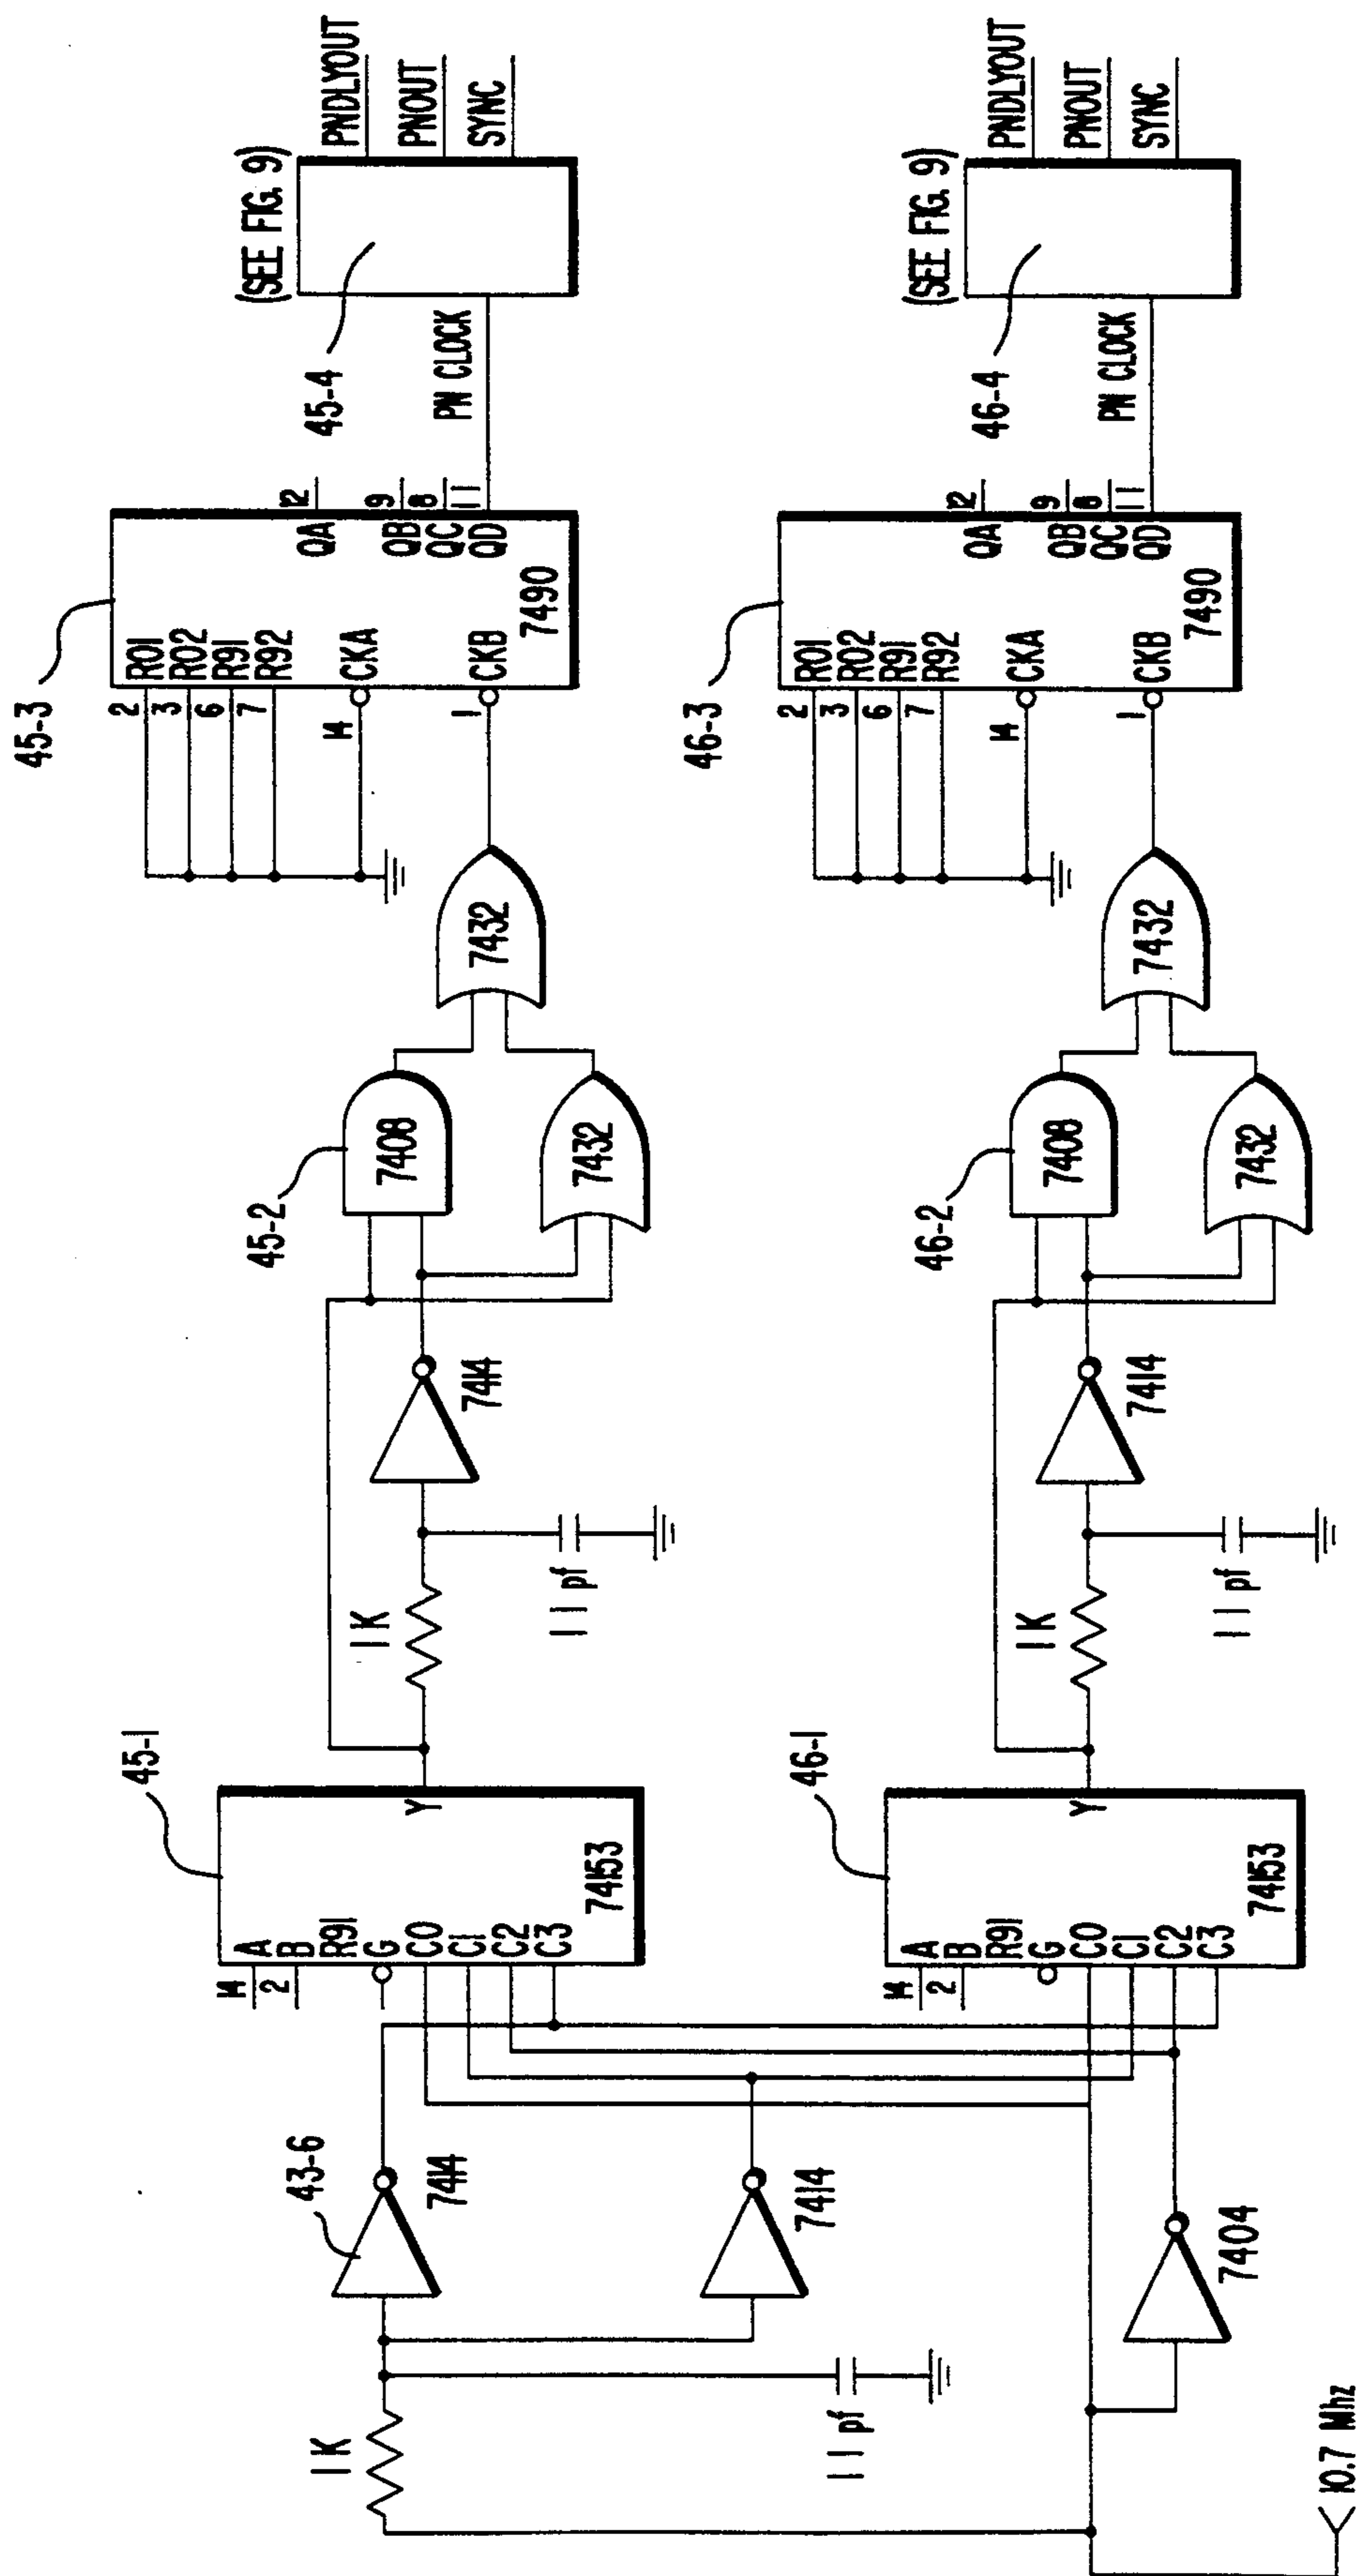 10.7 Mhz
1K
11 pf
43-6
7414
7414
7404
45-1
14
A
2
B
R91
G
C0
C1
C2
C3
Y
74153
1K
11 pf
7414
45-2
7408
7432
7432
45-3
2
R01
3
R02
6
R91
7
R92
14
CKA
1
CKB
QA
12
QB
9
QC
8
QD
11
7490
PN CLOCK
45-4
(SEE FIG. 9)
PNDLYOUT
PNOUT
SYNC
46-1
14
A
2
B
R91
G
C0
C1
C2
C3
Y
74153
1K
11 pf
7414
46-2
7408
7432
7432
46-3
2
R01
3
R02
6
R91
7
R92
14
CKA
1
CKB
QA
12
QB
9
QC
8
QD
11
7490
PN CLOCK
46-4
(SEE FIG. 9)
PNDLYOUT
PNOUT
SYNC